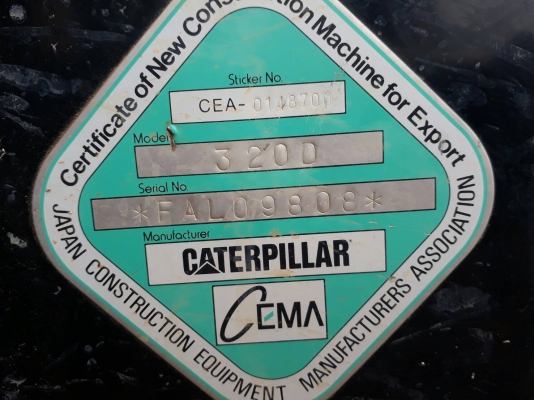 Certificate of New Construction Machine for Export
Sticker No.
CEA-
Model
320D
Serial No.
*FAL09808*
Manufacturer
CATERPILLAR
CEMA
JAPAN CONSTRUCTION EQUIPMENT MANUFACTURERS ASSOCIATION